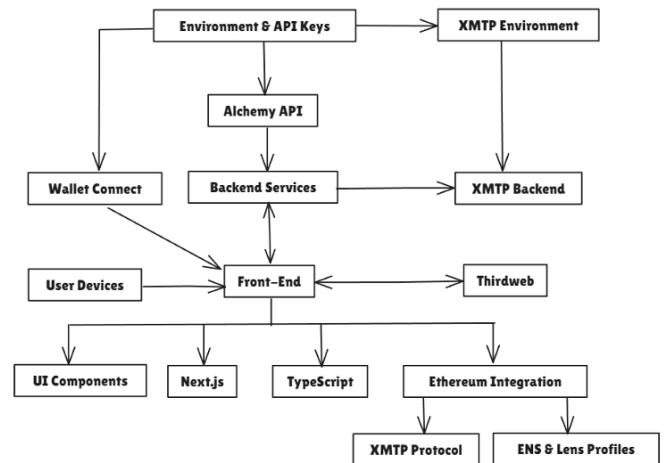 Environment & API Keys
XMTP Environment
Alchemy API
Wallet Connect
Backend Services
XMTP Backend
User Devices
Front-End
Thirdweb
UI Components
Next.js
TypeScript
Ethereum Integration
XMTP Protocol
ENS & Lens Profiles